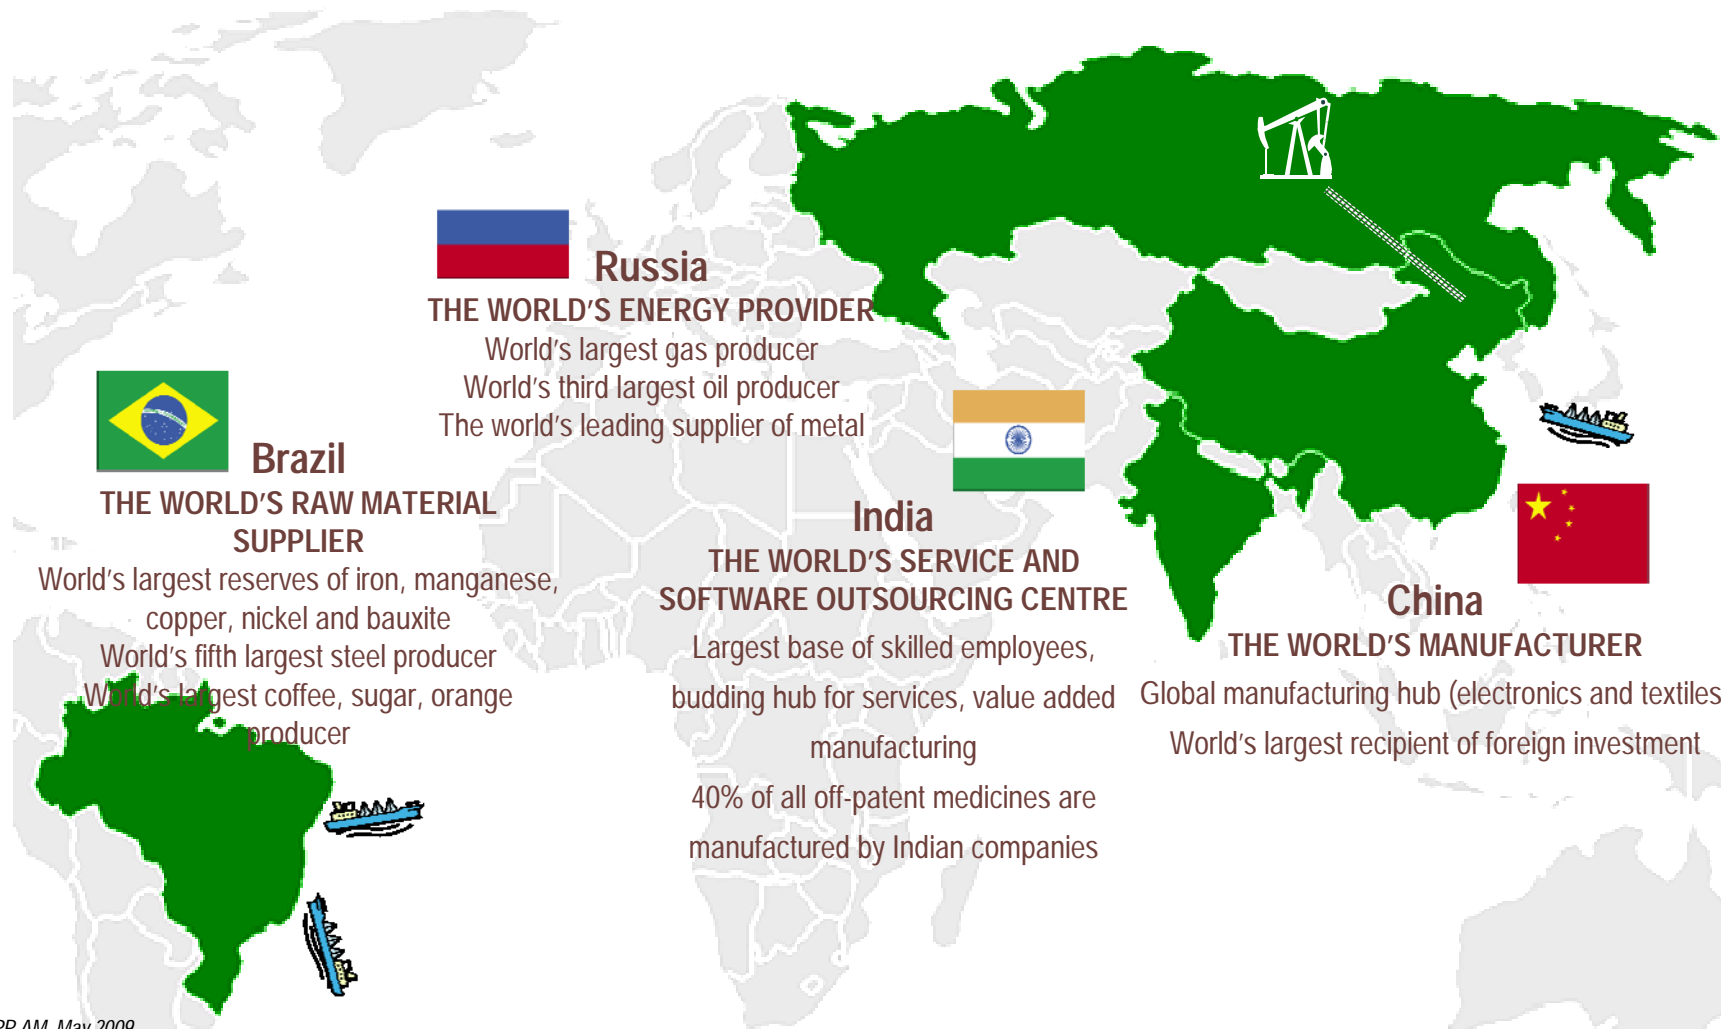 Russia
THE WORLD'S ENERGY PROVIDER
World's largest gas producer
World's third largest oil producer
The world's leading supplier of metal
Brazil
THE WORLD'S RAW MATERIAL
SUPPLIER
World's largest reserves of iron, manganese,
copper, nickel and bauxite
World's fifth largest steel producer
World's largest coffee, sugar, orange
producer
India
THE WORLD'S SERVICE AND
SOFTWARE OUTSOURCING CENTRE
Largest base of skilled employees,
budding hub for services, value added
manufacturing
40% of all off-patent medicines are
manufactured by Indian companies
China
THE WORLD'S MANUFACTURER
Global manufacturing hub (electronics and textiles
World's largest recipient of foreign investment
AM, May 2009